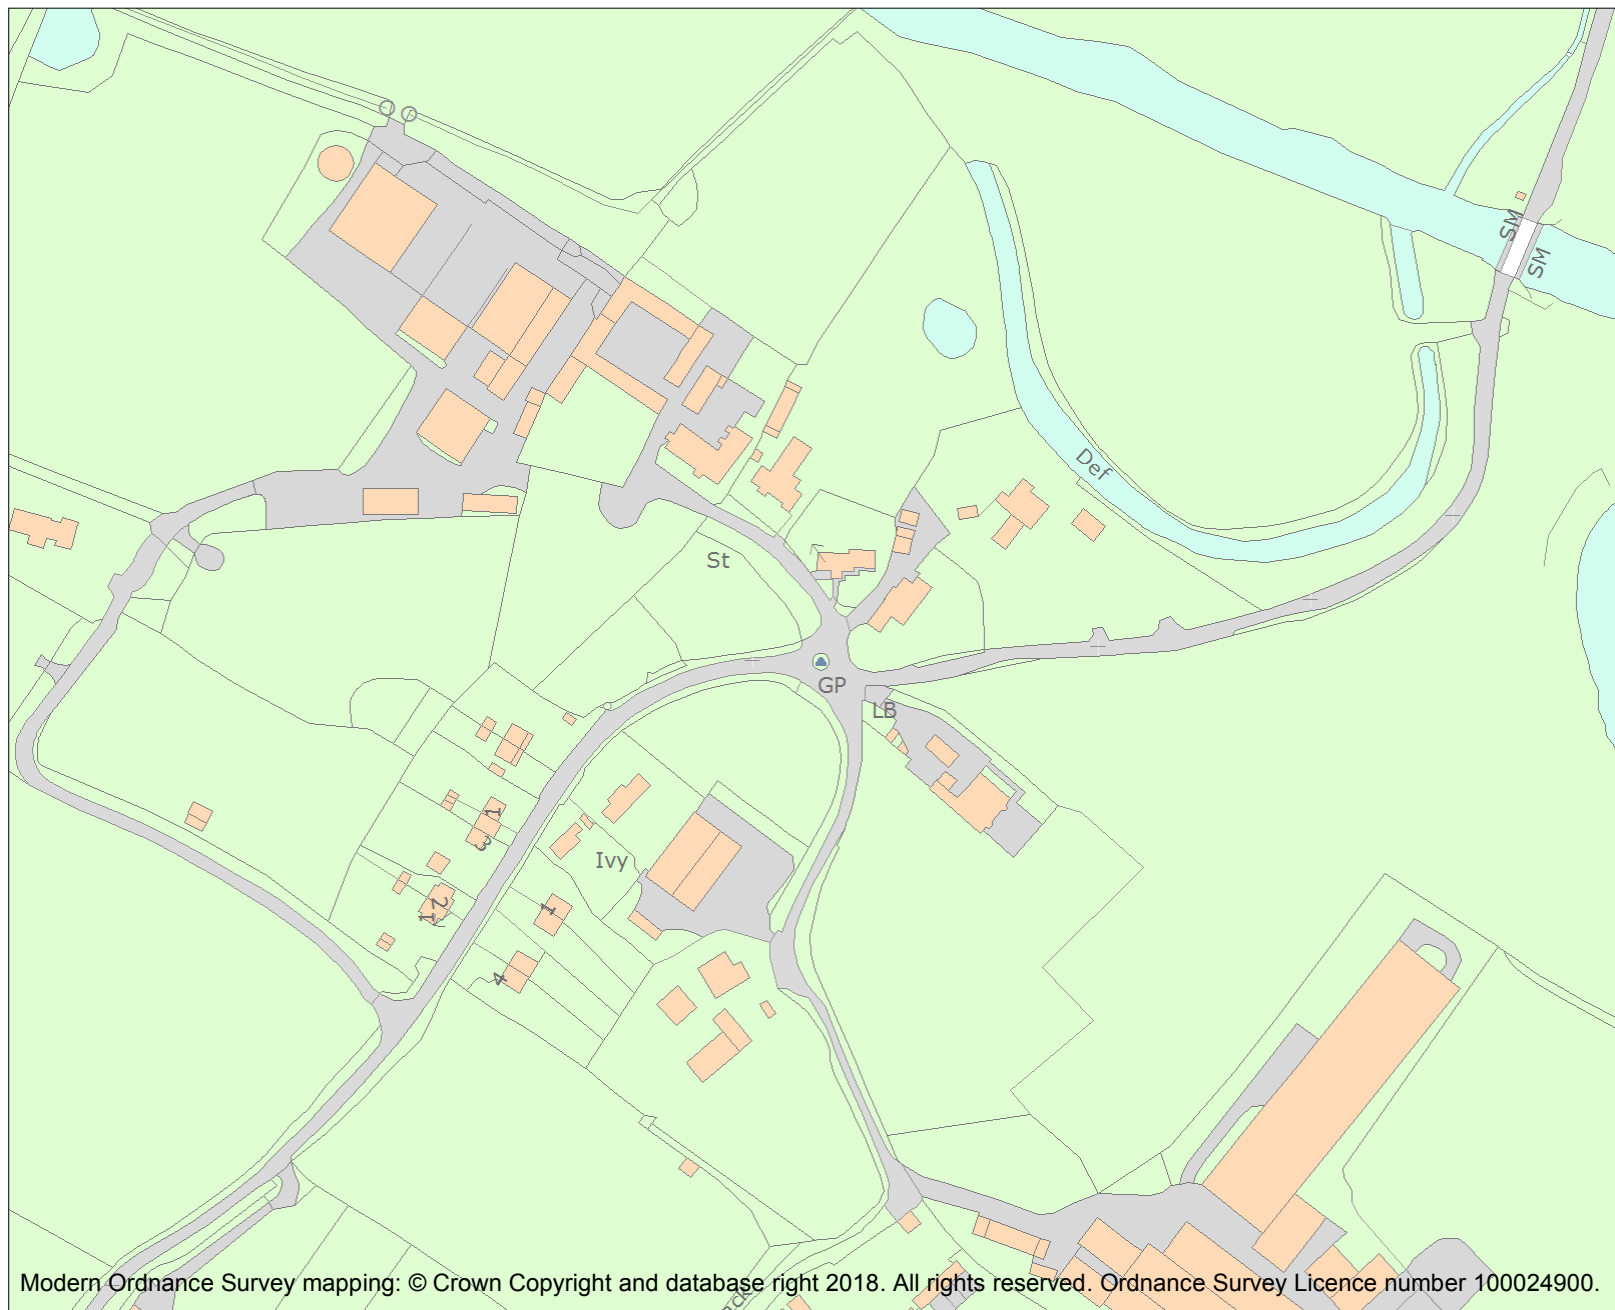 SM
SM
Def
St
GP
LB
1
3
Ivy
1
2
1
4
Modern Ordnance Survey mapping: © Crown Copyright and database right 2018. All rights reserved. Ordnance Survey Licence number 100024900.